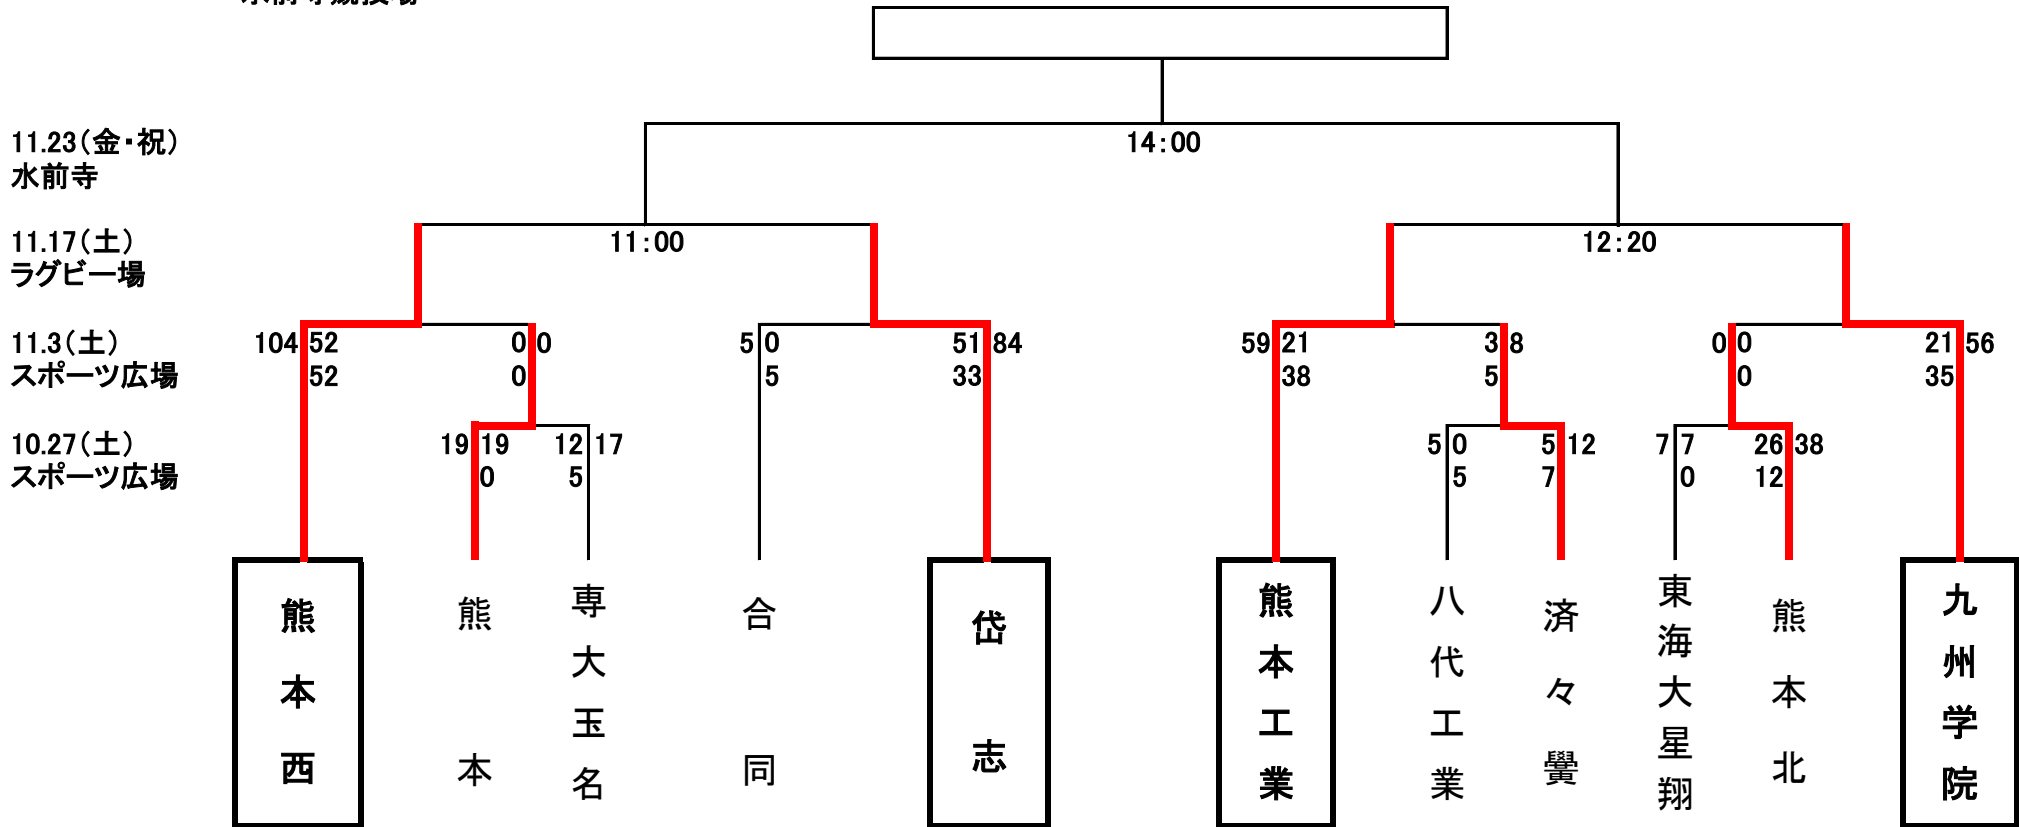 11.23(金・祝)
14:00
水前寺
11.17(土)
11:00
12:20
ラグビー場
11.3(土)
104 52 0 0 5 0 51 84 59 21 3 8 0 0 21 56
スポーツ広場
52 0 5 33 38 5 0 35
10.27(土)
19 19 12 17 5 0 5 12 7 7 26 38
スポーツ広場
0 5 5 7 0 12
熊本西
熊本
専大玉名
合同
岱志
熊本工業
八代工業
済々黌
東海大星翔
熊本北
九州学院